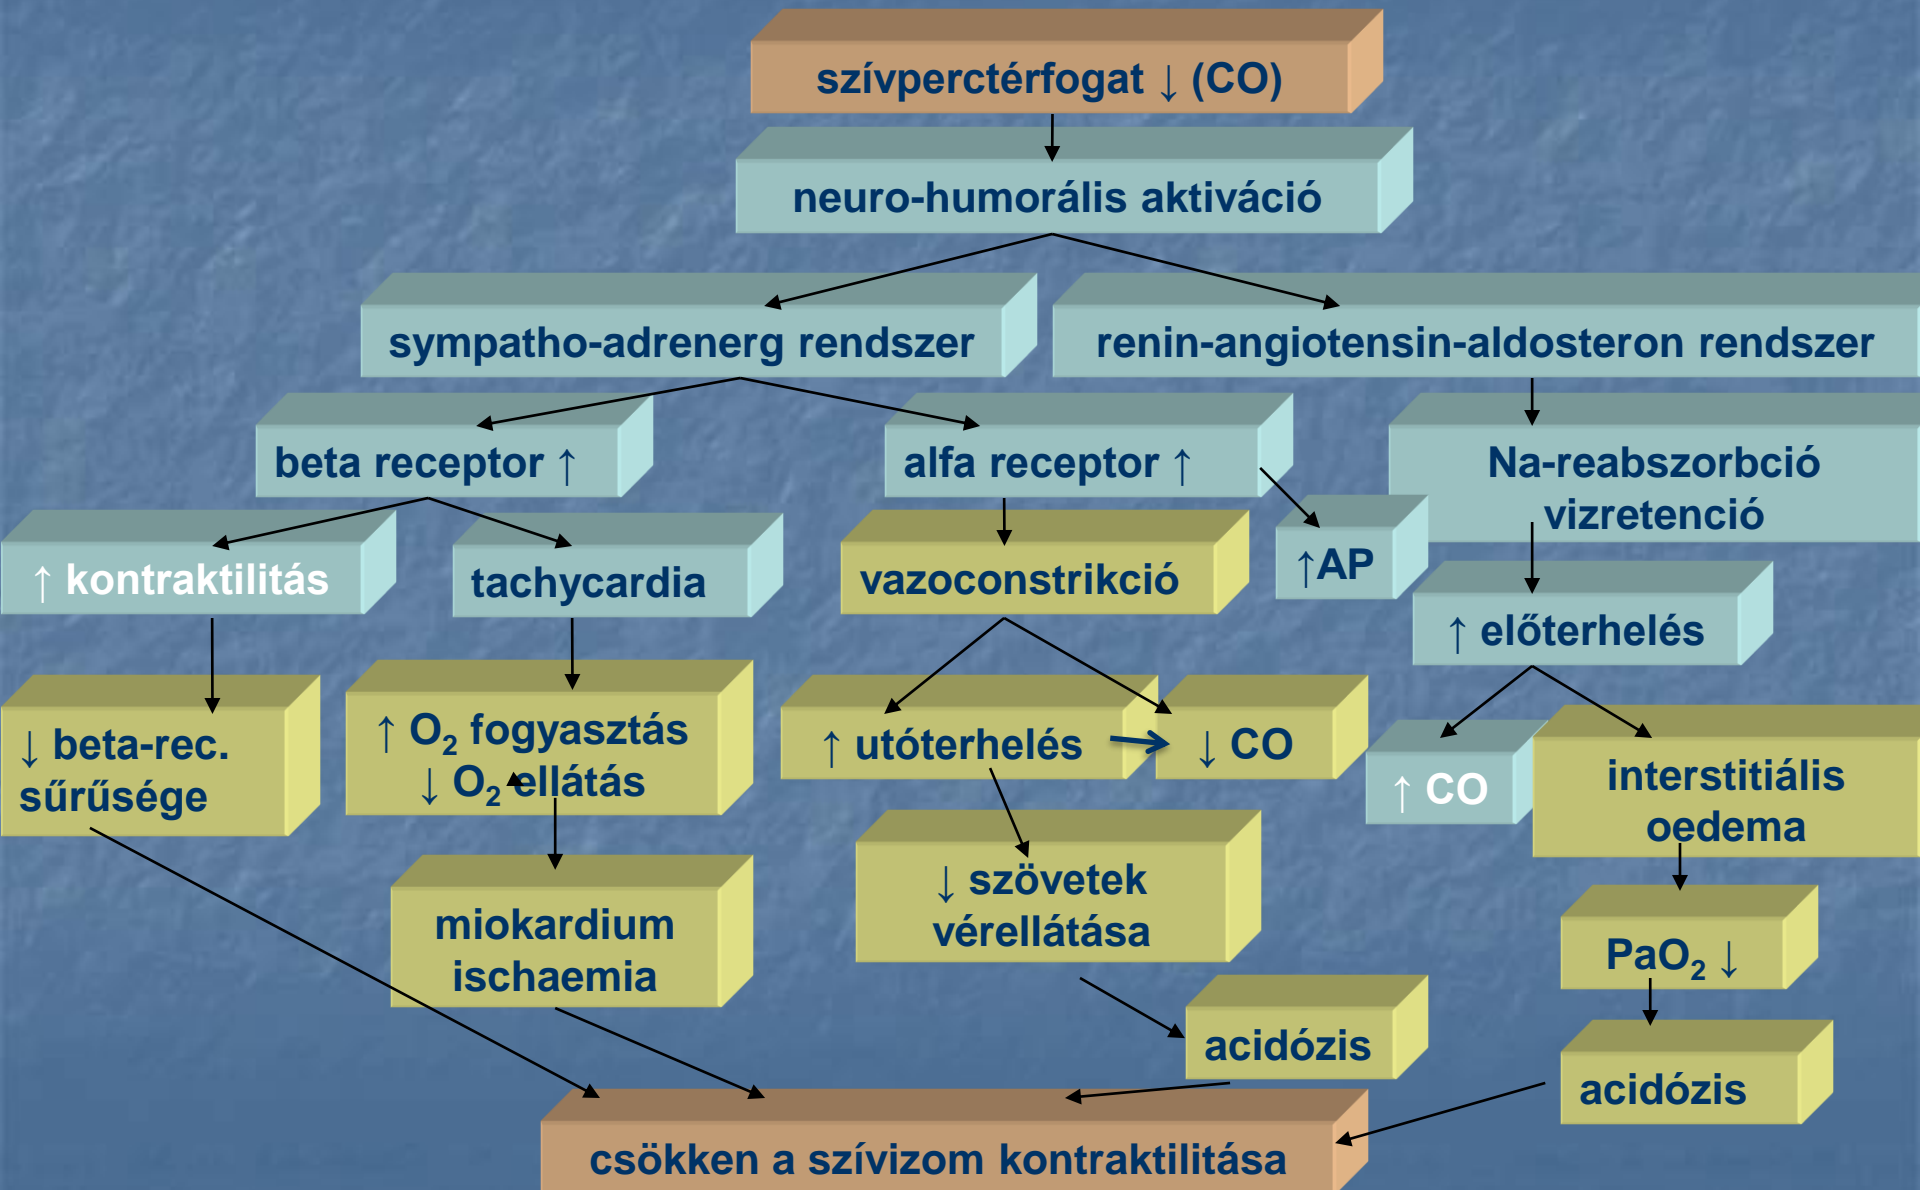 szívperctérfogat ↓ (CO)
neuro-humorális aktiváció
sympatho-adrenerg rendszer
renin-angiotensin-aldosteron rendszer
beta receptor ↑
alfa receptor ↑
Na-reabszorbció
vizretenció
↑ kontraktilitás
tachycardia
vazoconstrikció
↑AP
↑ előterhelés
↓ beta-rec.
sűrűsége
↑ O₂ fogyasztás
↓ O₂ ellátás
↑ utóterhelés
↓ CO
↑ CO
interstitiális
oedema
miokardium
ischaemia
↓ szövetek
vérellátása
PaO₂ ↓
acidózis
acidózis
csökken a szívizom kontraktilitása